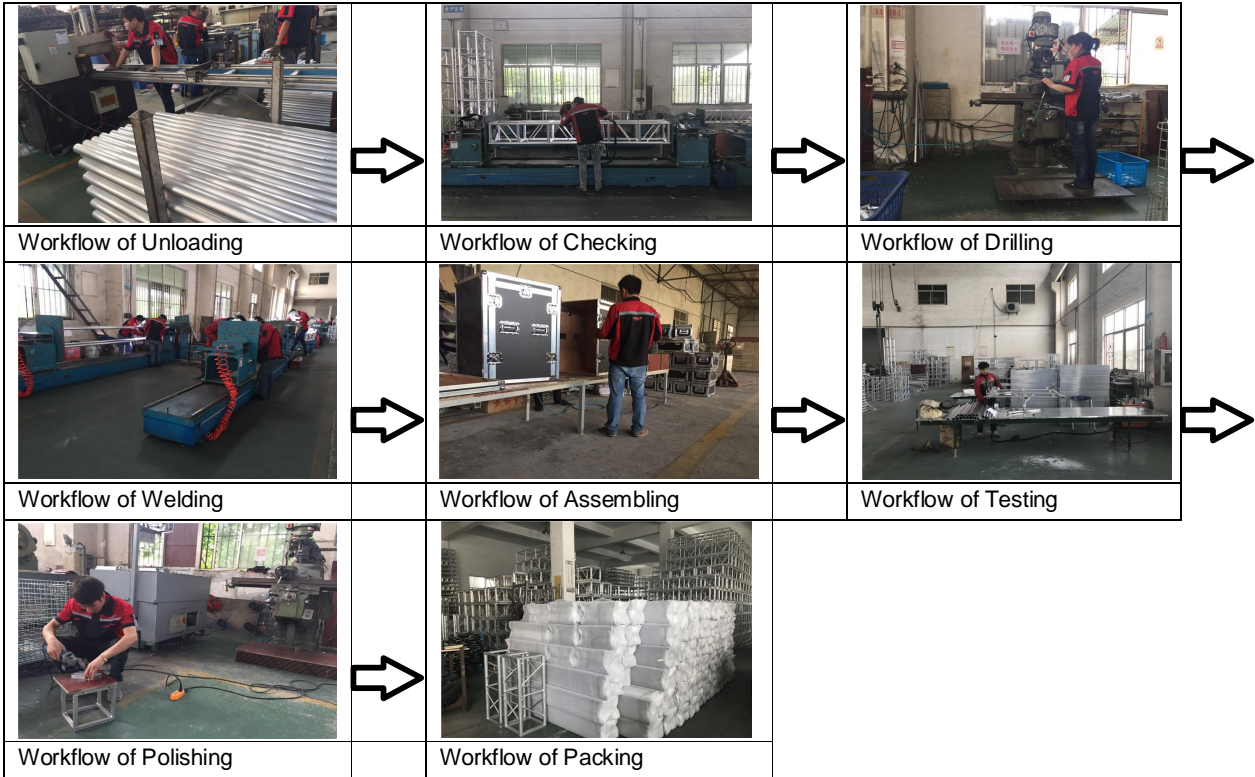 Workflow of Unloading
Workflow of Checking
Workflow of Drilling
Workflow of Welding
Workflow of Assembling
Workflow of Testing
Workflow of Polishing
Workflow of Packing